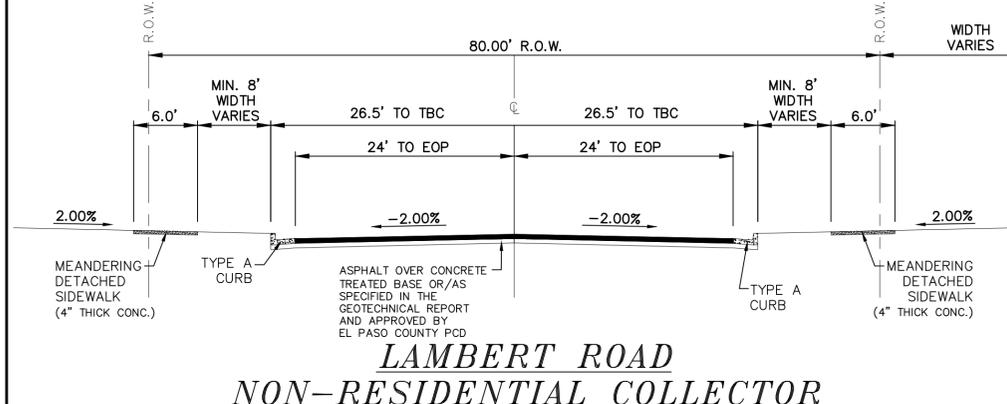 R.O.W.
R.O.W.
80.00' R.O.W.
WIDTH
VARIES
6.0'
MIN. 8'
WIDTH
VARIES
26.5' TO TBC
℄
26.5' TO TBC
MIN. 8'
WIDTH
VARIES
6.0'
24' TO EOP
24' TO EOP
2.00%
-2.00%
-2.00%
2.00%
MEANDERING
DETACHED
SIDEWALK
(4" THICK CONC.)
TYPE A
CURB
ASPHALT OVER CONCRETE
TREATED BASE OR/AS
SPECIFIED IN THE
GEOTECHNICAL REPORT
AND APPROVED BY
EL PASO COUNTY PCD
TYPE A
CURB
MEANDERING
DETACHED
SIDEWALK
(4" THICK CONC.)
LAMBERT ROAD
NON-RESIDENTIAL COLLECTOR